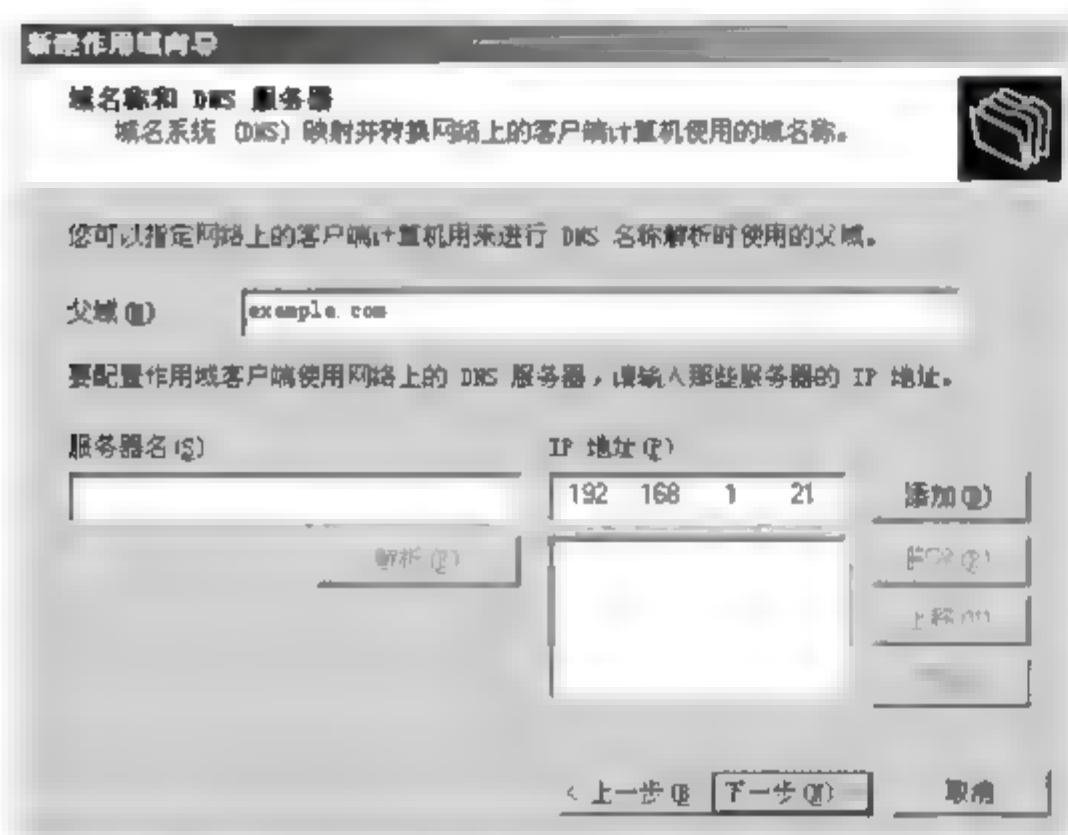 新建作用域向导
域名称和 DNS 服务器
域名系统 (DNS) 映射并转换网络上的客户端计算机使用的域名称。
您可以指定网络上的客户端计算机用来进行 DNS 名称解析时使用的父域。
父域(M)
example.com
要配置作用域客户端使用网络上的 DNS 服务器，请输入那些服务器的 IP 地址。
服务器名(S) IP 地址(P)
192 168 1 21 添加(D)
解析(E) 删除(R)
上移(U)
< 上一步(B 下一步(N) 取消